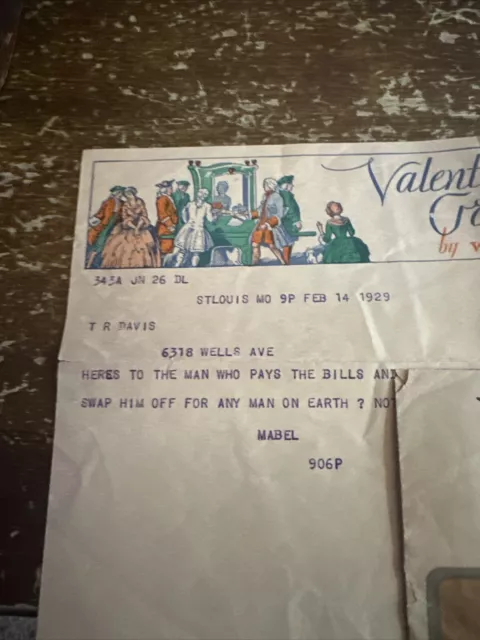 Valent
Gr
by W
343A JN 26 DL
STLOUIS MO 9P FEB 14 1929
T R DAVIS
6318 WELLS AVE
HERES TO THE MAN WHO PAYS THE BILLS AN
SWAP HIM OFF FOR ANY MAN ON EARTH ? NO
MABEL
906P